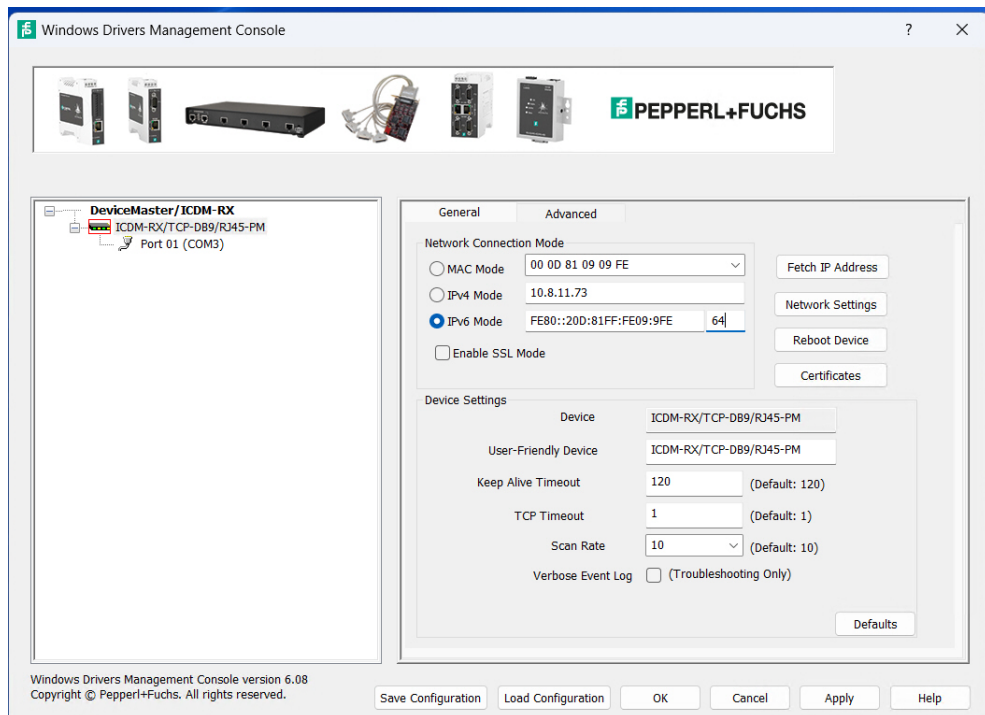 Windows Drivers Management Console
?
PEPPERL+FUCHS
DeviceMaster/ICDM-RX
ICDM-RX/TCP-DB9/RJ45-PM
Port 01 (COM3)
General Advanced
Network Connection Mode
MAC Mode 00 0D 81 09 09 FE Fetch IP Address
IPv4 Mode 10.8.11.73 Network Settings
IPv6 Mode FE80::20D:81FF:FE09:9FE 64
Reboot Device
Enable SSL Mode
Certificates
Device Settings
Device ICDM-RX/TCP-DB9/RJ45-PM
User-Friendly Device ICDM-RX/TCP-DB9/RJ45-PM
Keep Alive Timeout 120 (Default: 120)
TCP Timeout 1 (Default: 1)
Scan Rate 10 (Default: 10)
Verbose Event Log (Troubleshooting Only)
Defaults
Windows Drivers Management Console version 6.08
Copyright © Pepperl+Fuchs. All rights reserved.
Save Configuration Load Configuration OK Cancel Apply Help